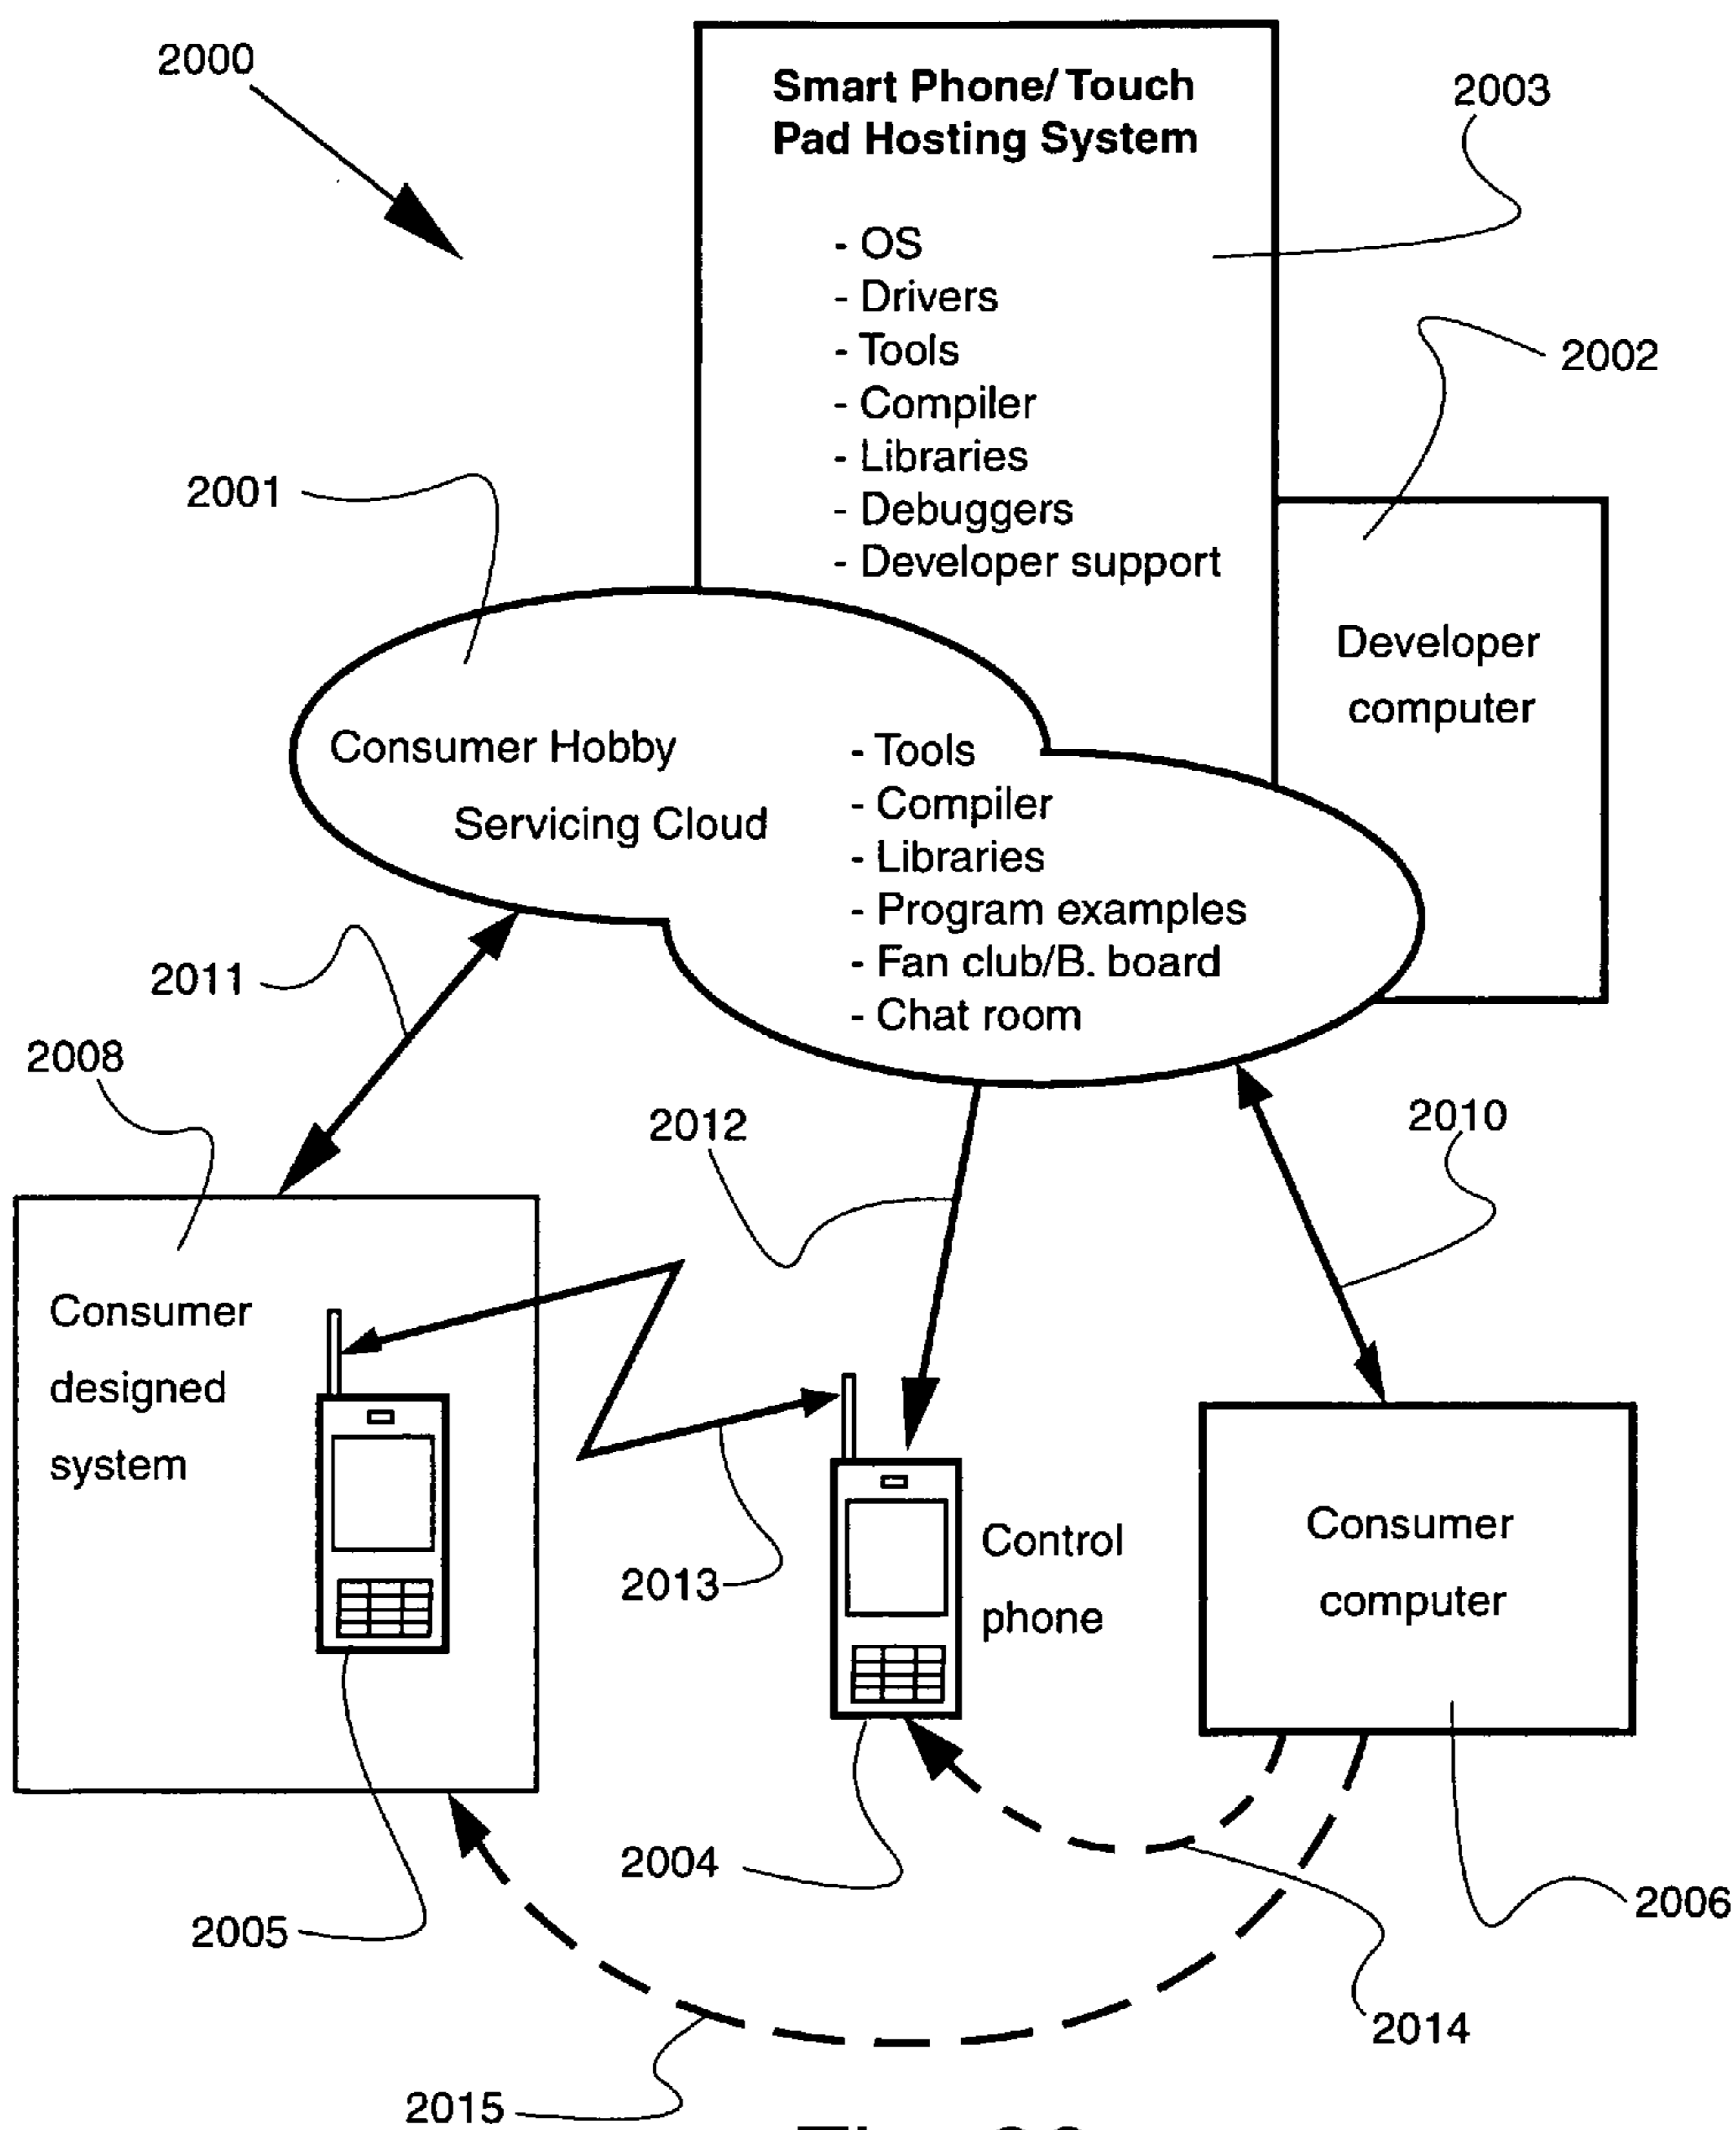 2000
Smart Phone/ Touch
Pad Hosting System
2003
- OS
- Drivers
- Tools
- Compiler
- Libraries
- Debuggers
- Developer support
2002
2001
Developer
computer
Consumer Hobby
Servicing Cloud
- Tools
- Compiler
- Libraries
- Program examples
- Fan club/B. board
- Chat room
2011
2008
2012
2010
Consumer
designed
system
2013
Control
phone
Consumer
computer
2004
2005
2006
2014
2015